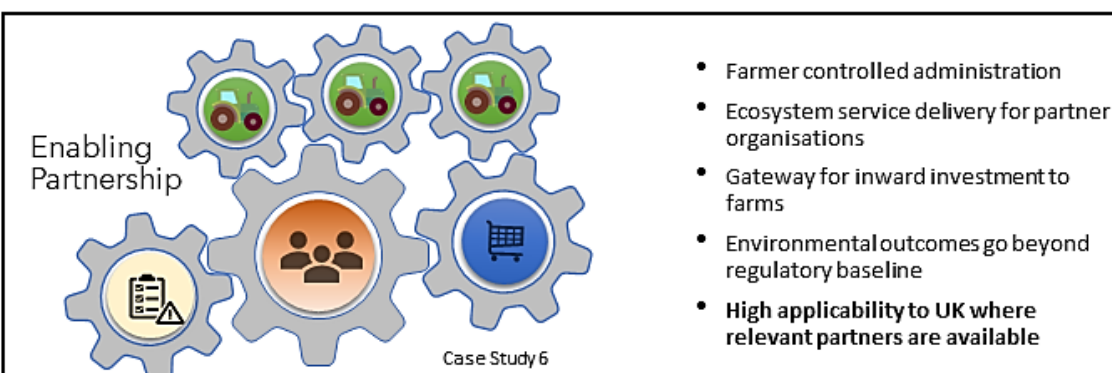 Enabling
Partnership
Case Study 6
• Farmer controlled administration
• Ecosystem service delivery for partner
organisations
• Gateway for inward investment to
farms
• Environmental outcomes go beyond
regulatory baseline
• High applicability to UK where
relevant partners are available